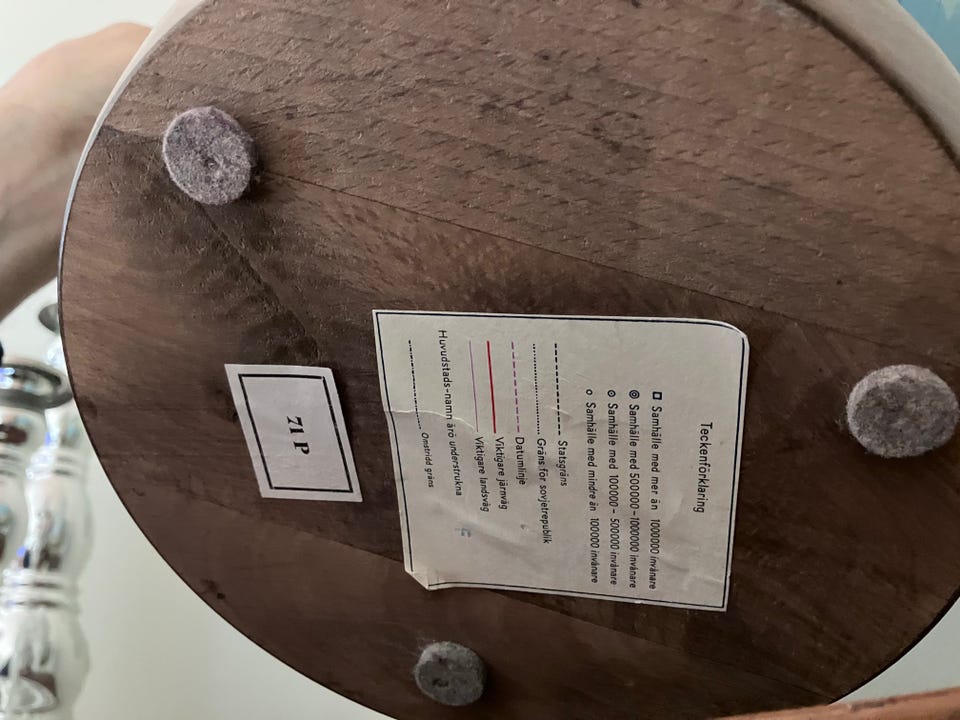 Teckenförklaring
Samhälle med mer än 1000000 invånare
Samhälle med 500000-1000000 invånare
Samhälle med 100000 - 500000 invånare
Samhälle med mindre än 100000 invånare
Statsgräns
Gräns för sovjetrepublik
Datumlinje
Viktigare järnväg
Viktigare landsväg
Huvudstads-namn äro understrukna
Omstridd gräns
71 P